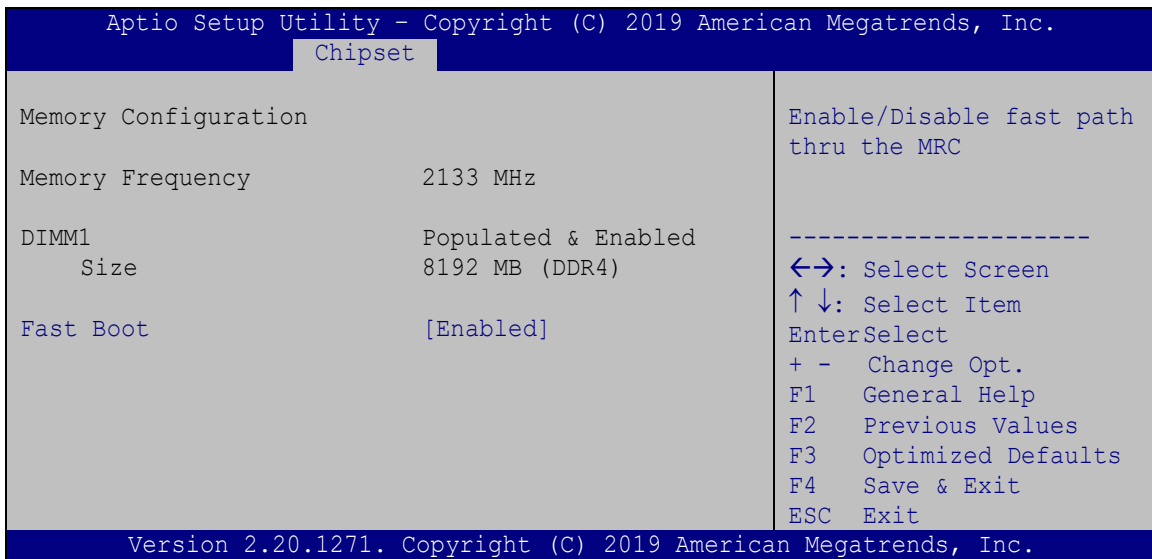 Aptio Setup Utility – Copyright (C) 2019 American Megatrends, Inc.
Chipset
Memory Configuration
Memory Frequency 2133 MHz
DIMM1 Populated & Enabled
Size 8192 MB (DDR4)
Fast Boot [Enabled]
Enable/Disable fast path
thru the MRC
---------------------
←→: Select Screen
↑ ↓: Select Item
EnterSelect
+ - Change Opt.
F1 General Help
F2 Previous Values
F3 Optimized Defaults
F4 Save & Exit
ESC Exit
Version 2.20.1271. Copyright (C) 2019 American Megatrends, Inc.